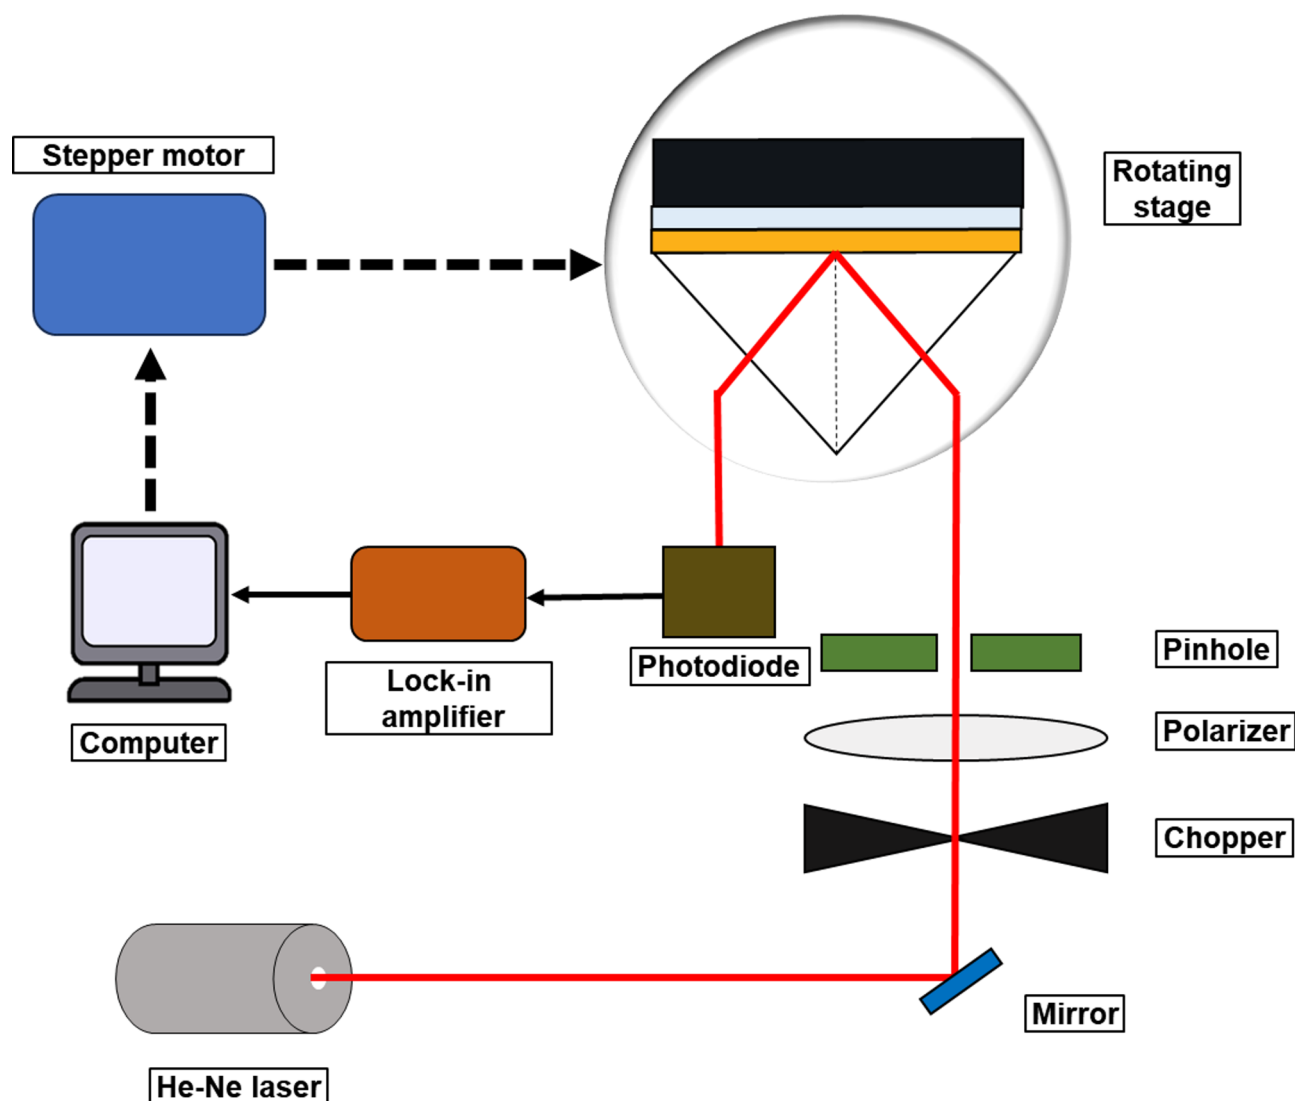 Stepper motor
Rotating
stage
Photodiode
Pinhole
Lock-in
amplifier
Computer
Polarizer
Chopper
Mirror
He-Ne laser